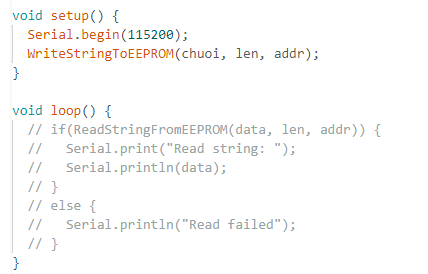 void setup() {
  Serial.begin(115200);
  WriteStringToEEPROM(chuoi, len, addr);
}

void loop() {
  // if(ReadStringFromEEPROM(data, len, addr)) {
  //   Serial.print("Read string: ");
  //   Serial.println(data);
  // }
  // else {
  //   Serial.println("Read failed");
  // }
}